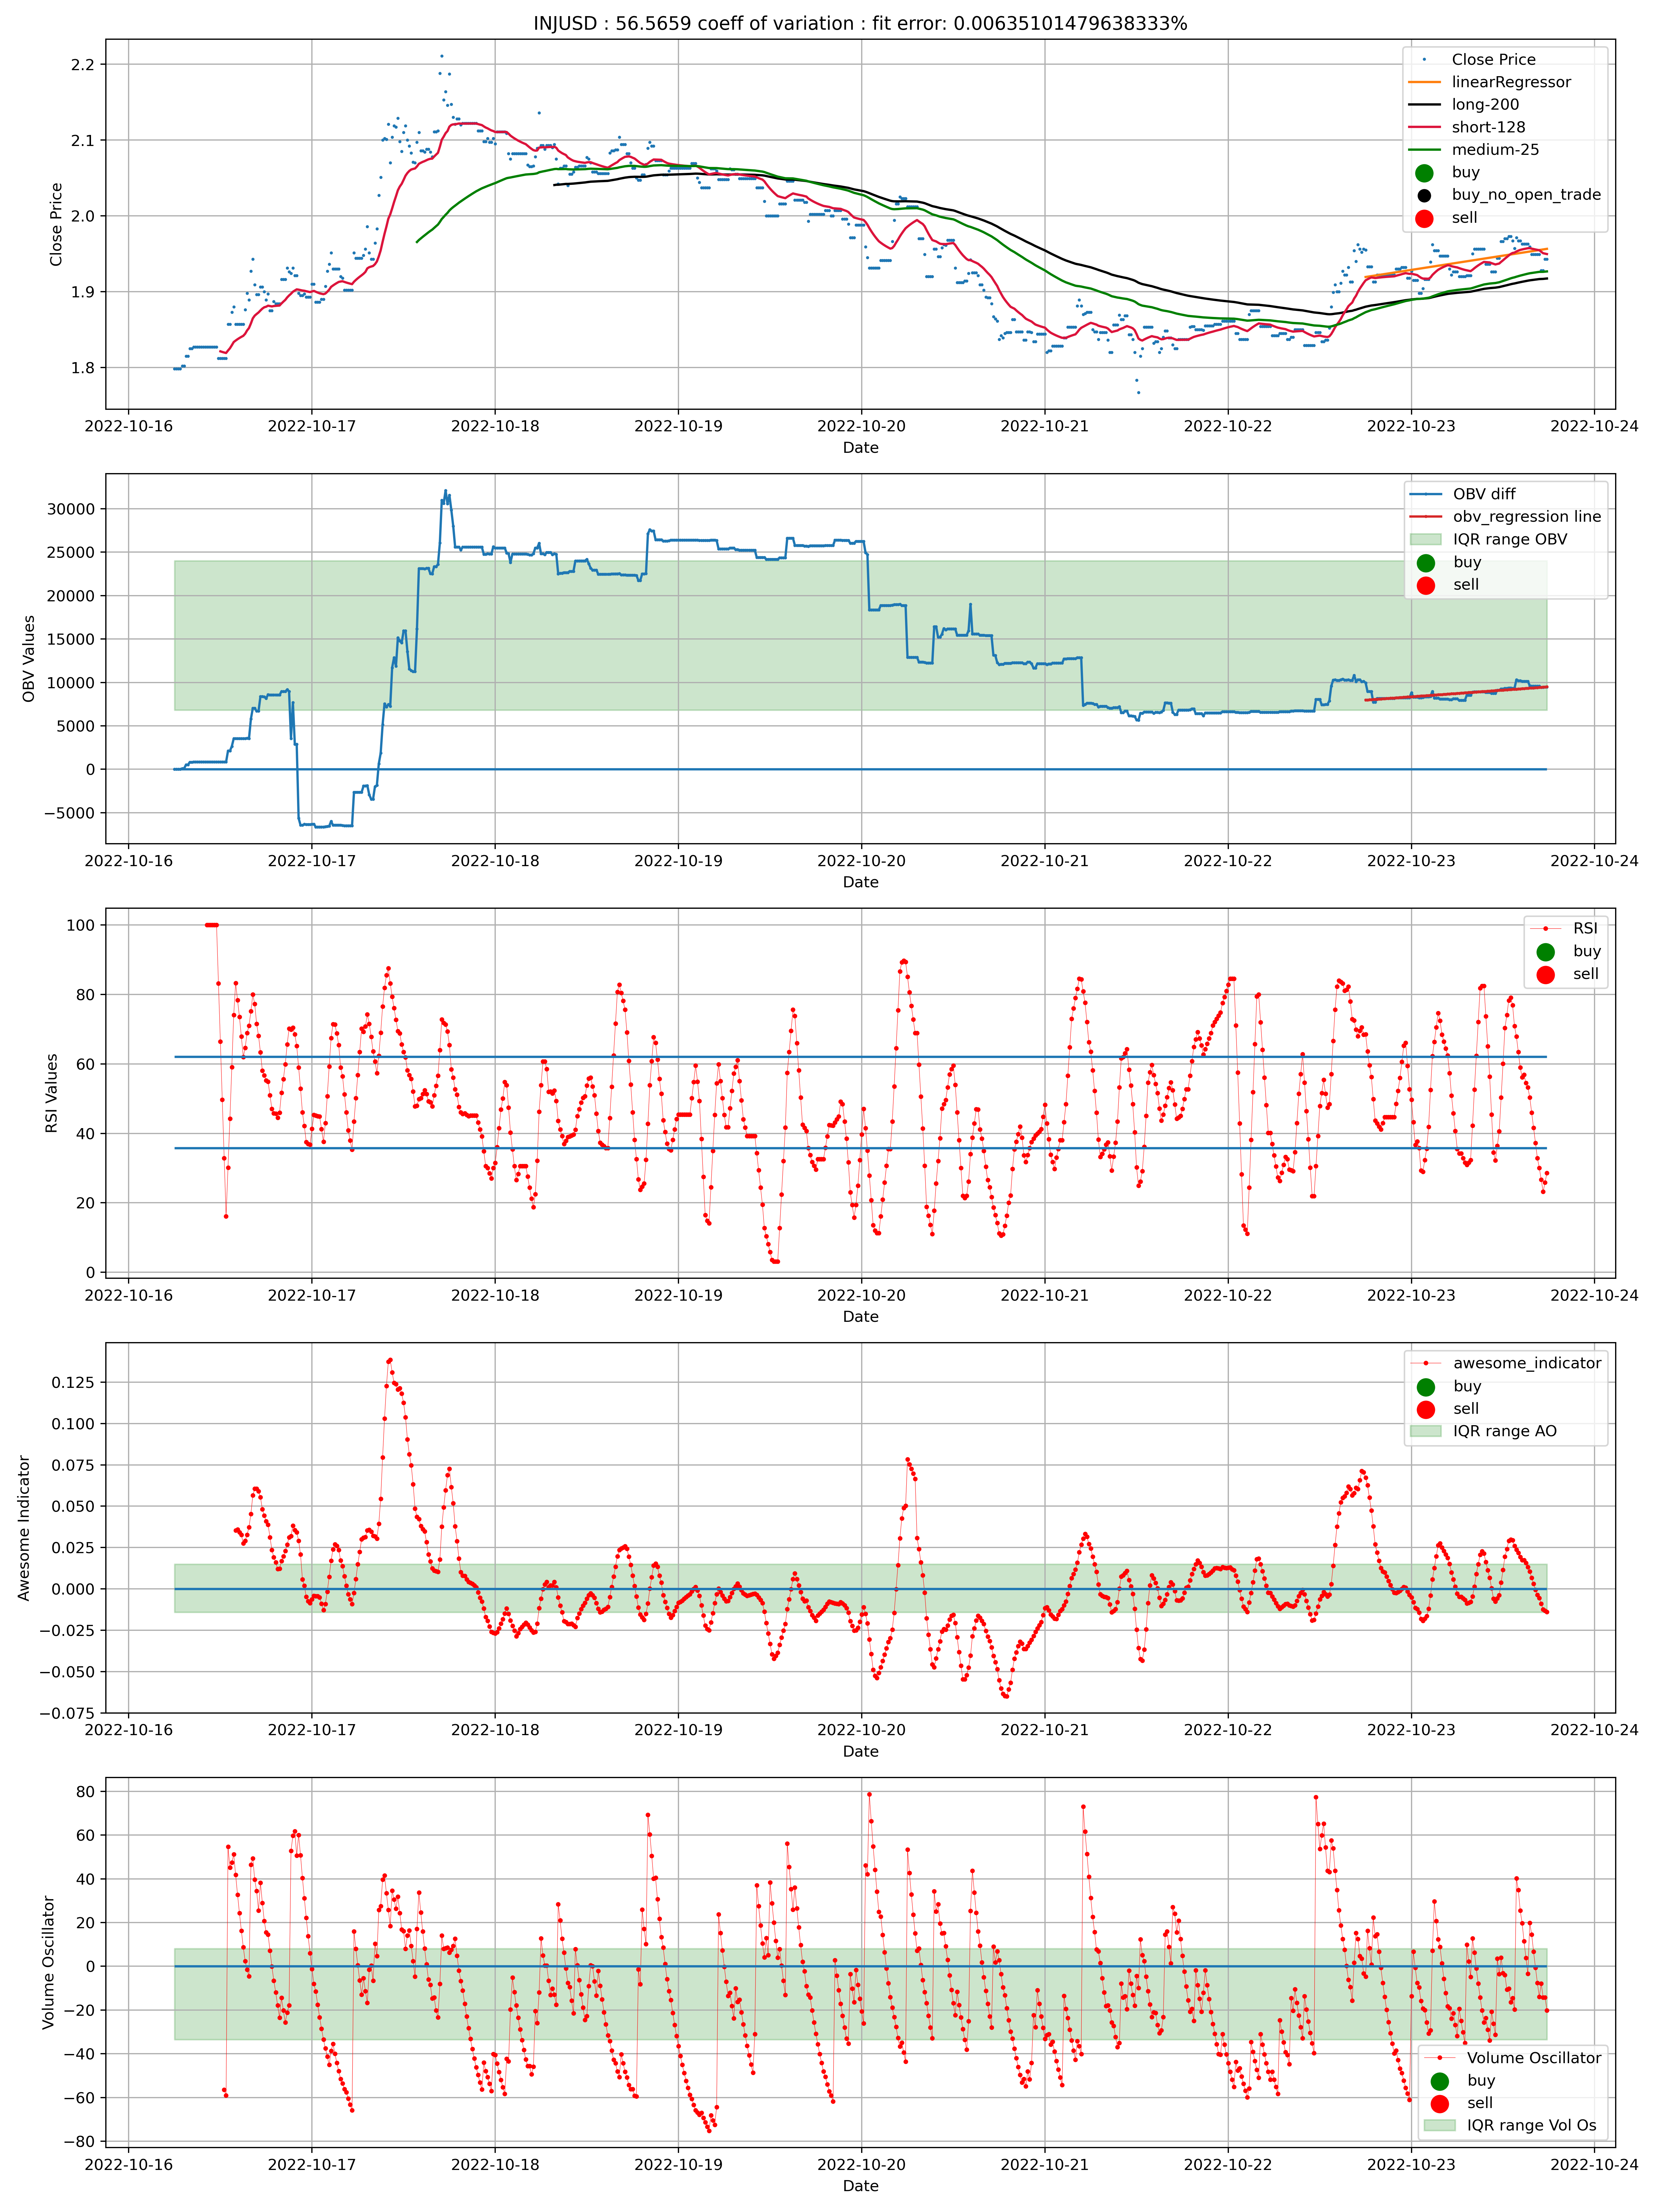 INJUSD : 56.5659 coeff of variation : fit error: 0.00635101479638333%
Close Price
2.2
2.1
2.0
1.9
1.8
Close Price
linearRegressor
long-200
short-128
medium-25
buy
buy_no_open_trade
sell
2022-10-16 2022-10-17 2022-10-18 2022-10-19 2022-10-20 2022-10-21 2022-10-22 2022-10-23 2022-10-24
Date
OBV Values
30000
25000
20000
15000
10000
5000
0
−5000
OBV diff
obv_regression line
IQR range OBV
buy
sell
2022-10-16 2022-10-17 2022-10-18 2022-10-19 2022-10-20 2022-10-21 2022-10-22 2022-10-23 2022-10-24
Date
RSI Values
100
80
60
40
20
0
RSI
buy
sell
2022-10-16 2022-10-17 2022-10-18 2022-10-19 2022-10-20 2022-10-21 2022-10-22 2022-10-23 2022-10-24
Date
Awesome Indicator
0.125
0.100
0.075
0.050
0.025
0.000
−0.025
−0.050
−0.075
awesome_indicator
buy
sell
IQR range AO
2022-10-16 2022-10-17 2022-10-18 2022-10-19 2022-10-20 2022-10-21 2022-10-22 2022-10-23 2022-10-24
Date
Volume Oscillator
80
60
40
20
0
−20
−40
−60
−80
Volume Oscillator
buy
sell
IQR range Vol Os
2022-10-16 2022-10-17 2022-10-18 2022-10-19 2022-10-20 2022-10-21 2022-10-22 2022-10-23 2022-10-24
Date